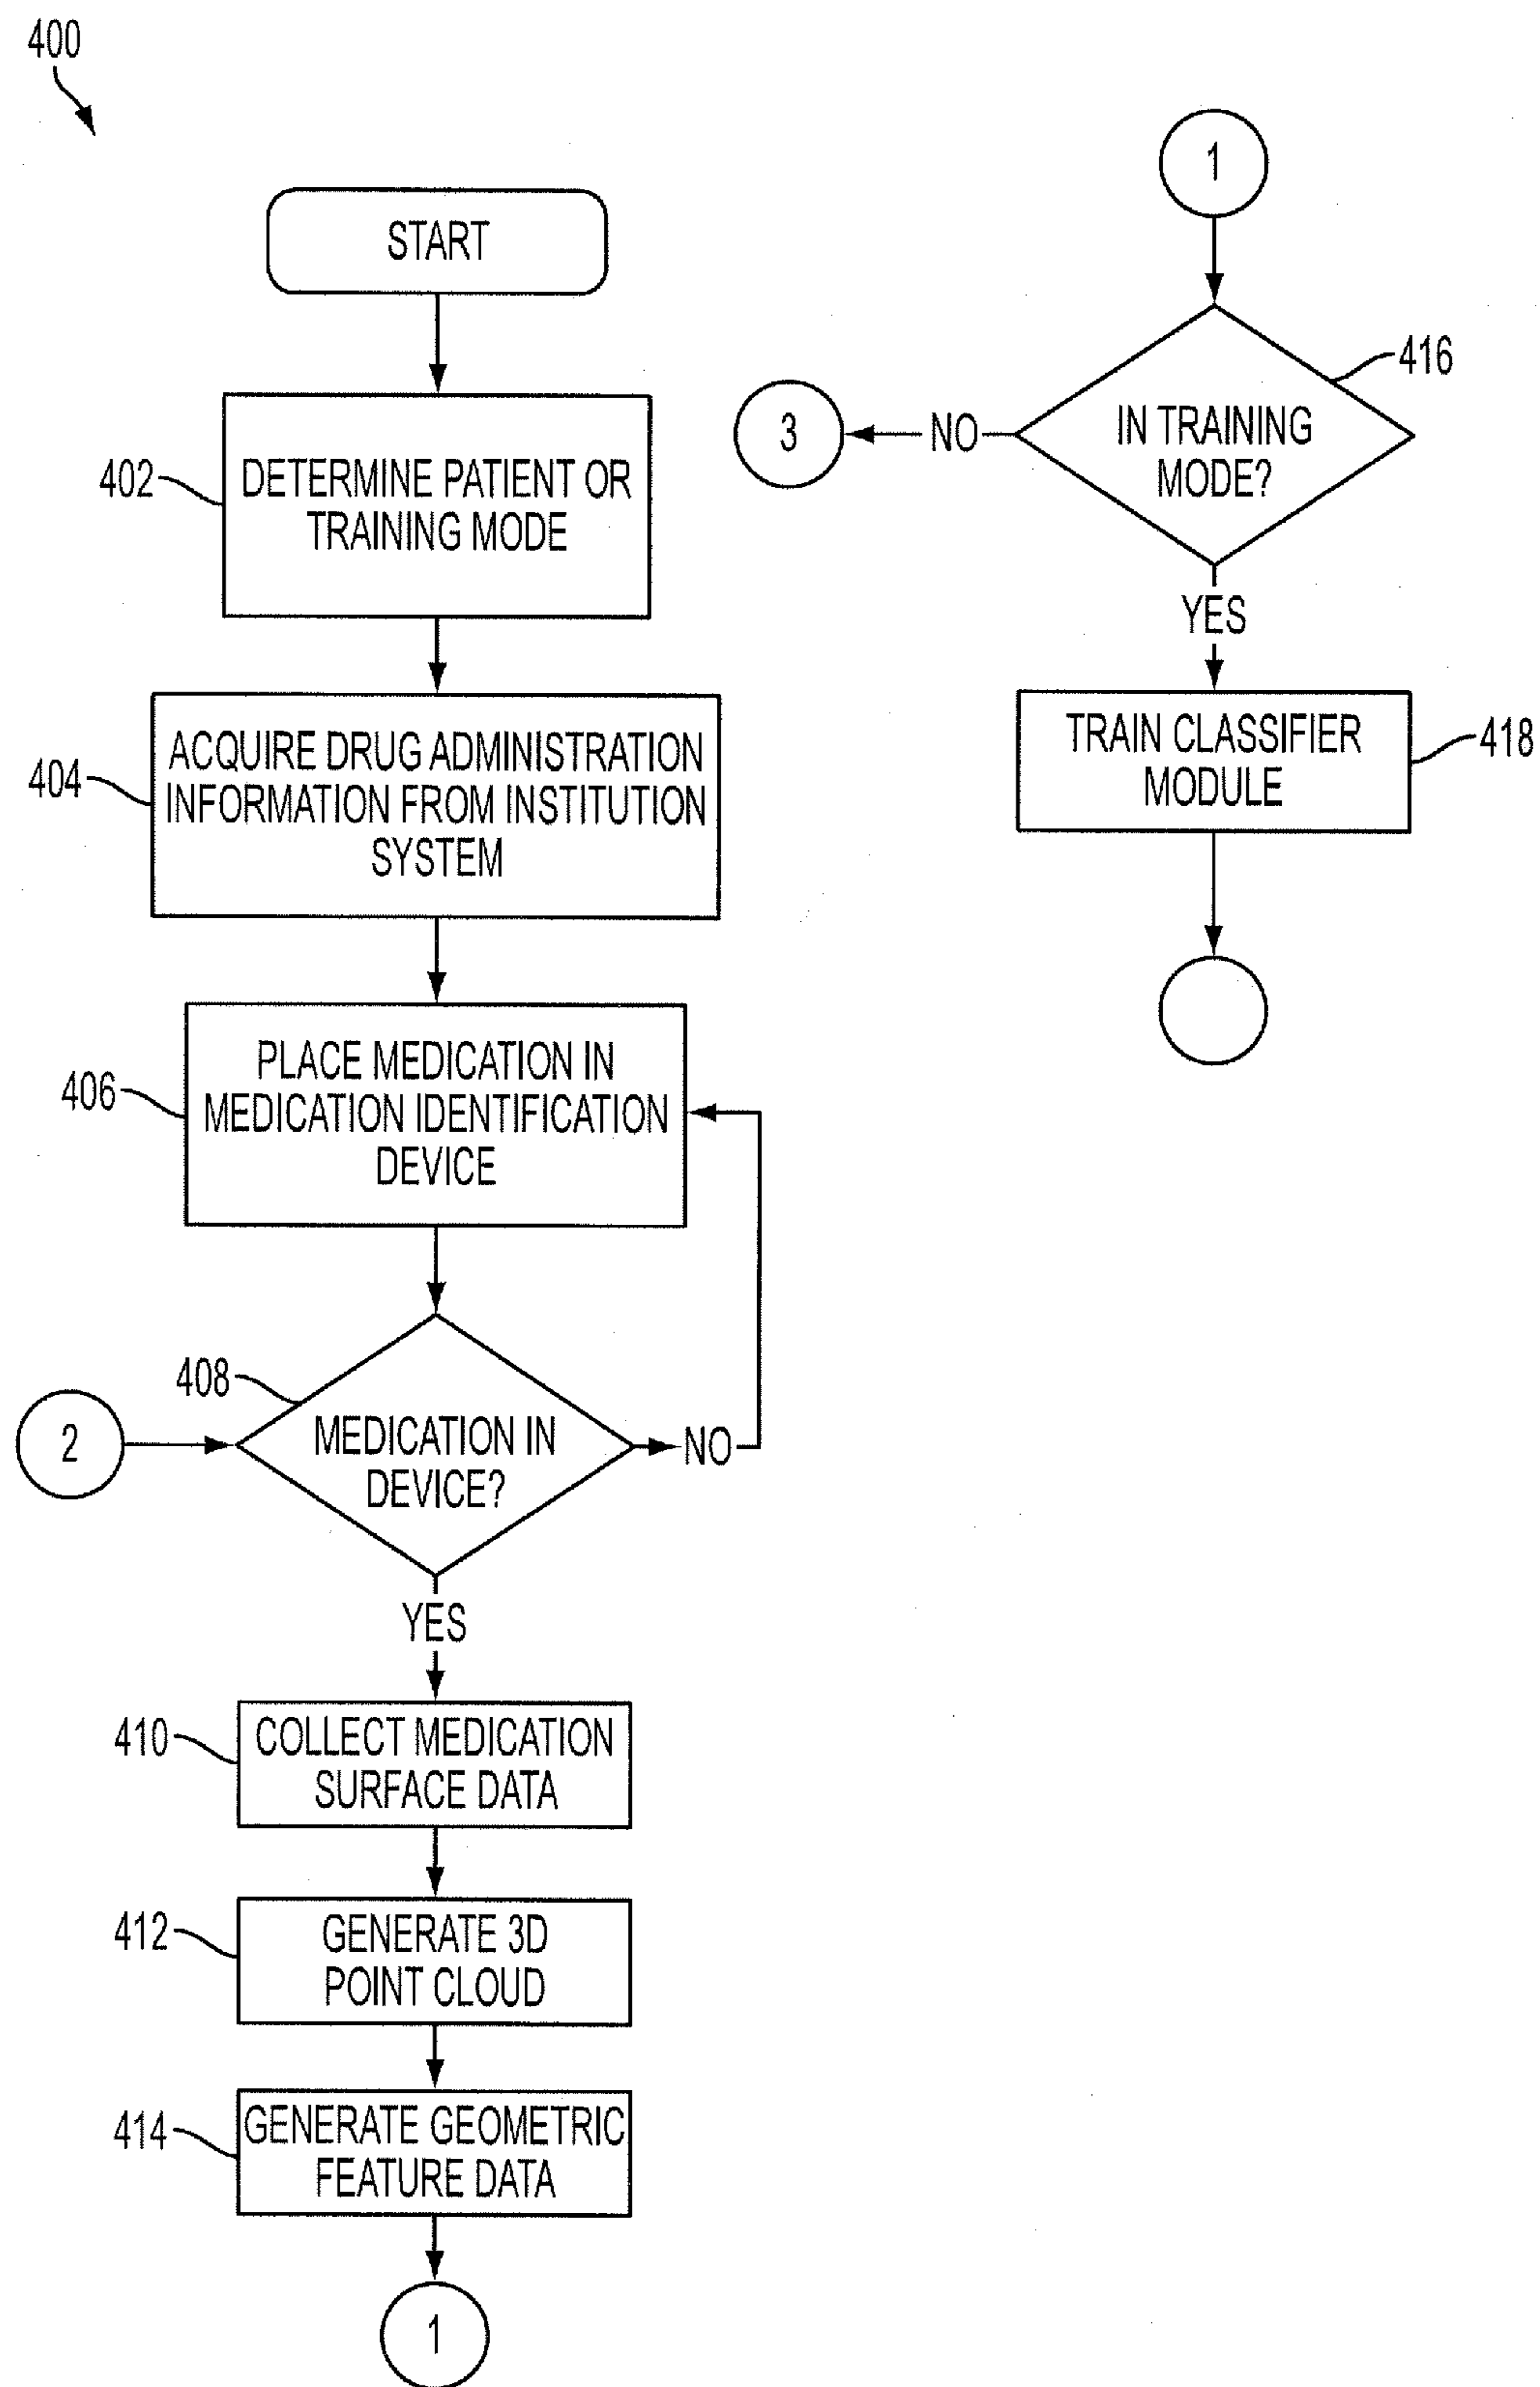 400
START
402
DETERMINE PATIENT OR
TRAINING MODE
404
ACQUIRE DRUG ADMINISTRATION
INFORMATION FROM INSTITUTION
SYSTEM
406
PLACE MEDICATION IN
MEDICATION IDENTIFICATION
DEVICE
408
2
MEDICATION IN
DEVICE?
NO
YES
410
COLLECT MEDICATION
SURFACE DATA
412
GENERATE 3D
POINT CLOUD
414
GENERATE GEOMETRIC
FEATURE DATA
1
1
416
IN TRAINING
MODE?
NO
3
YES
TRAIN CLASSIFIER
MODULE
418